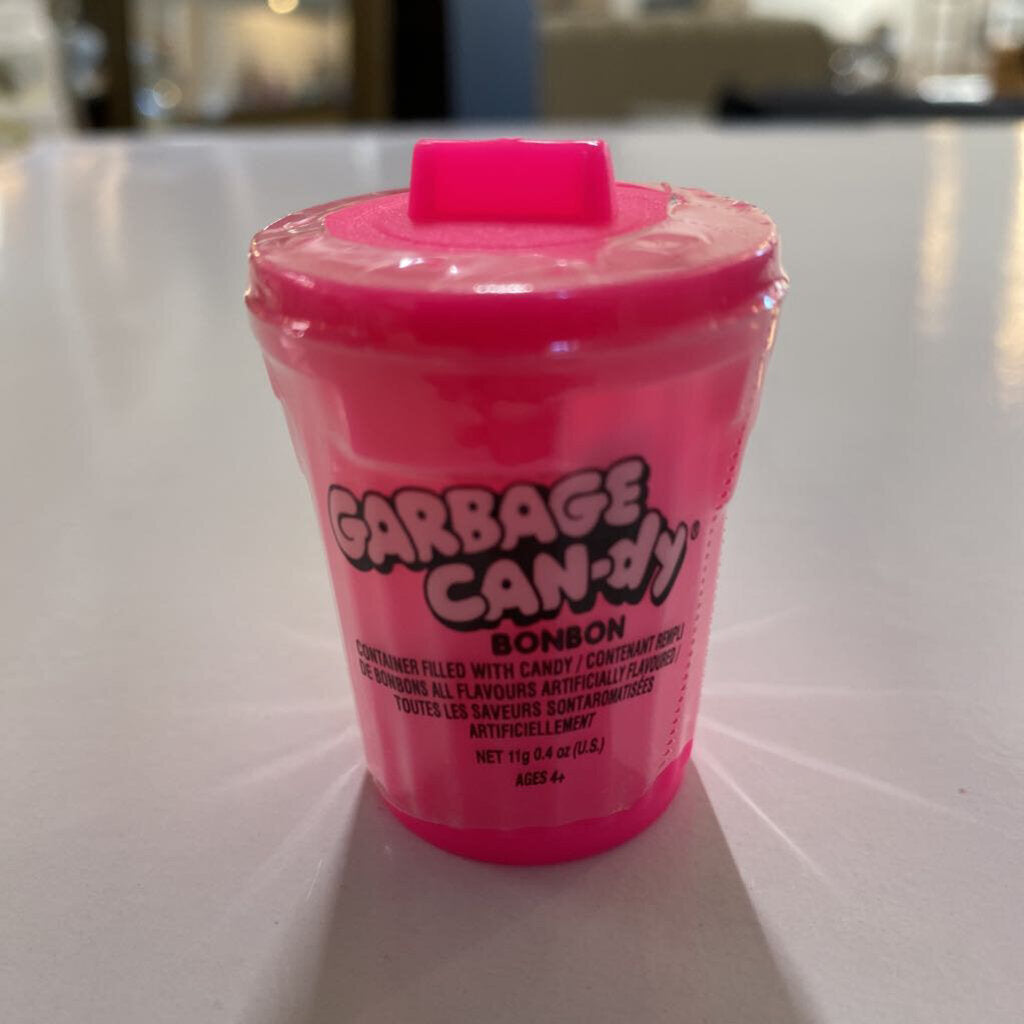 GARBAGE
CAN-dy®
BONBON
CONTAINER FILLED WITH CANDY / CONTENANT REMPLI
DE BONBONS ALL FLAVOURS ARTIFICIALLY FLAVOURED /
TOUTES LES SAVEURS SONTAROMATISÉES
ARTIFICIELLEMENT
NET 11g 0.4 oz (U.S.)
AGES 4+